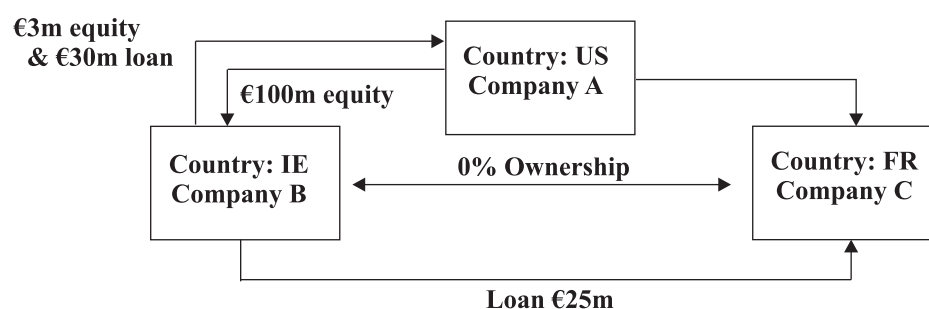 €3m equity
& €30m loan
Country: US
Company A
€100m equity
Country: IE
Company B
0% Ownership
Country: FR
Company C
Loan €25m